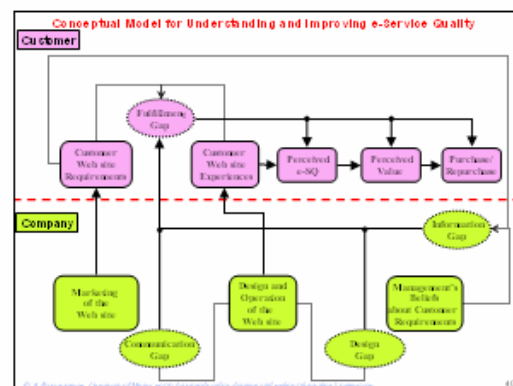 Conceptual Model for Understanding and Improving e-Service Quality
Customer
Fulfillment
Gap
Customer
Web site
Requirements
Customer
Web site
Experiences
Perceived
e-SQ
Perceived
Value
Purchase/
Repurchase
Company
Information
Gap
Marketing
of the
Web site
Design and
Operation
of the
Web site
Management's
Beliefs
about Customer
Requirements
Communication
Gap
Design
Gap